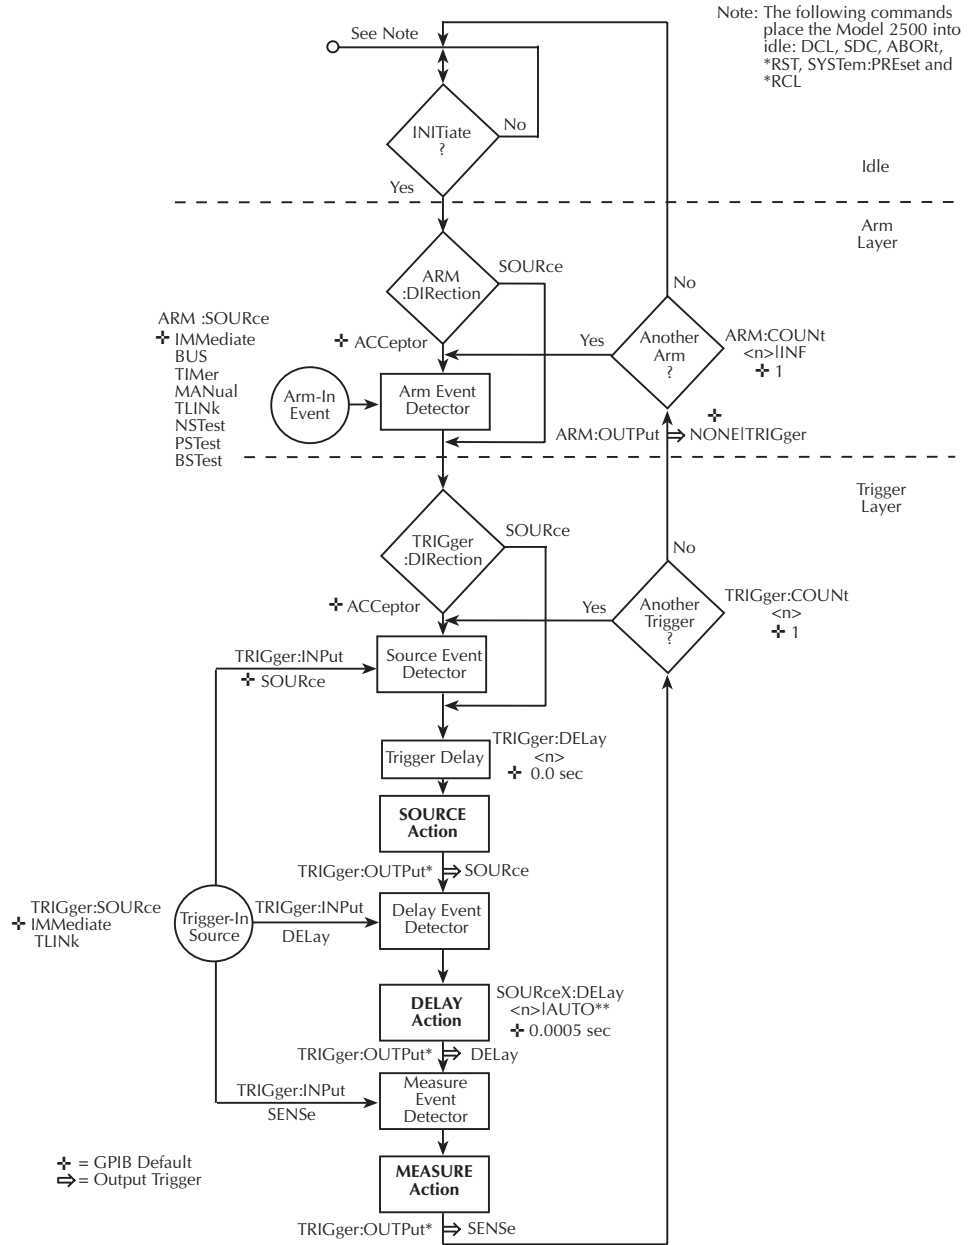 Note: The following commands
place the Model 2500 into
idle: DCL, SDC, ABORt,
*RST, SYSTem:PREset and
*RCL
See Note
INITiate
?
No
Yes
Idle
Arm
Layer
ARM
:DIRection
SOURce
No
ARM :SOURce
IMMediate
BUS
TIMer
MANual
TLINk
NSTest
PSTest
BSTest
ACCeptor
Yes
Another
Arm
?
ARM:COUNt
<n>|INF
1
Arm-In
Event
Arm Event
Detector
ARM:OUTPut
NONE|TRIGger
Trigger
Layer
TRIGger
:DIRection
SOURce
No
ACCeptor
Yes
Another
Trigger
?
TRIGger:COUNt
<n>
1
TRIGger:INPut
SOURce
Source Event
Detector
Trigger Delay
TRIGger:DELay
<n>
0.0 sec
SOURCE
Action
TRIGger:OUTPut*
SOURce
TRIGger:SOURce
IMMediate
TLINk
Trigger-In
Source
TRIGger:INPut
DELay
Delay Event
Detector
DELAY
Action
SOURceX:DELay
<n>|AUTO**
0.0005 sec
TRIGger:OUTPut*
DELay
TRIGger:INPut
SENSe
Measure
Event
Detector
MEASURE
Action
TRIGger:OUTPut*
SENSe
= GPIB Default
= Output Trigger